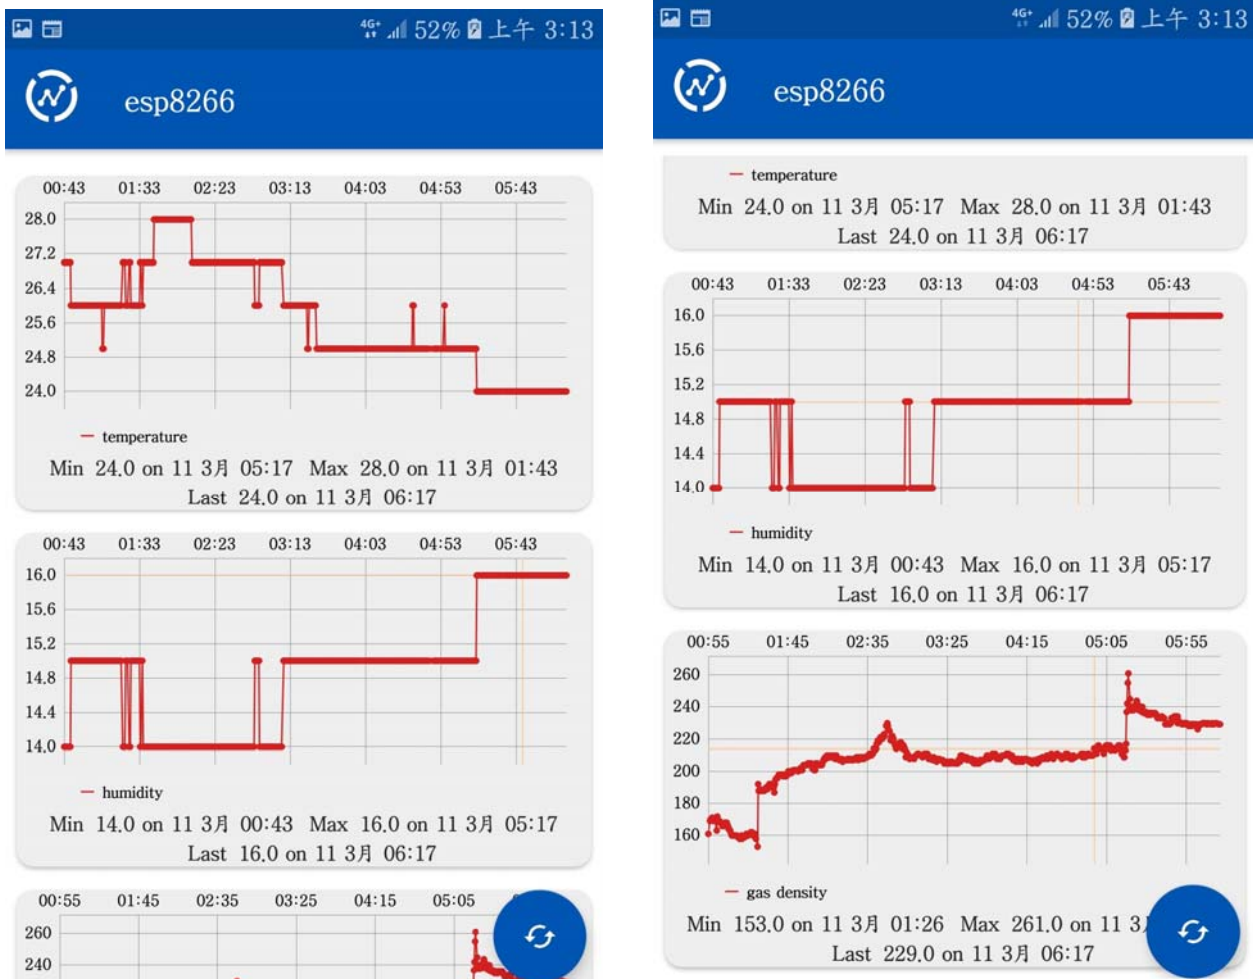 4G+ 52% 上午 3:13
esp8266
00:43 01:33 02:23 03:13 04:03 04:53 05:43
28.0
27.2
26.4
25.6
24.8
24.0
temperature
Min 24.0 on 11 3月 05:17 Max 28.0 on 11 3月 01:43
Last 24.0 on 11 3月 06:17
00:43 01:33 02:23 03:13 04:03 04:53 05:43
16.0
15.6
15.2
14.8
14.4
14.0
humidity
Min 14.0 on 11 3月 00:43 Max 16.0 on 11 3月 05:17
Last 16.0 on 11 3月 06:17
00:55 01:45 02:35 03:25 04:15 05:05
260
240
4G+ 52% 上午 3:13
esp8266
temperature
Min 24.0 on 11 3月 05:17 Max 28.0 on 11 3月 01:43
Last 24.0 on 11 3月 06:17
00:43 01:33 02:23 03:13 04:03 04:53 05:43
16.0
15.6
15.2
14.8
14.4
14.0
humidity
Min 14.0 on 11 3月 00:43 Max 16.0 on 11 3月 05:17
Last 16.0 on 11 3月 06:17
00:55 01:45 02:35 03:25 04:15 05:05 05:55
260
240
220
200
180
160
gas density
Min 153.0 on 11 3月 01:26 Max 261.0 on 11
Last 229.0 on 11 3月 06:17